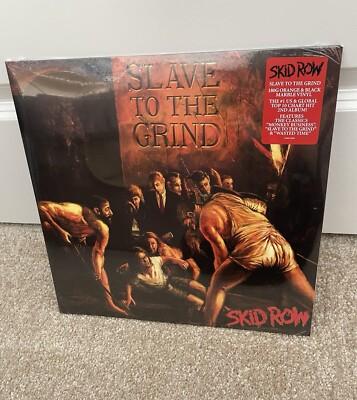 SLAVE
TO THE
GRIND
SKID ROW
SLAVE TO THE GRIND
180G ORANGE & BLACK
MARBLE VINYL
THE #1 US & GLOBAL
TOP 10 CHART HIT
2ND ALBUM!
FEATURES
THE CLASSICS
"MONKEY BUSINESS"
"SLAVE TO THE GRIND"
& "WASTED TIME"
SKID ROW